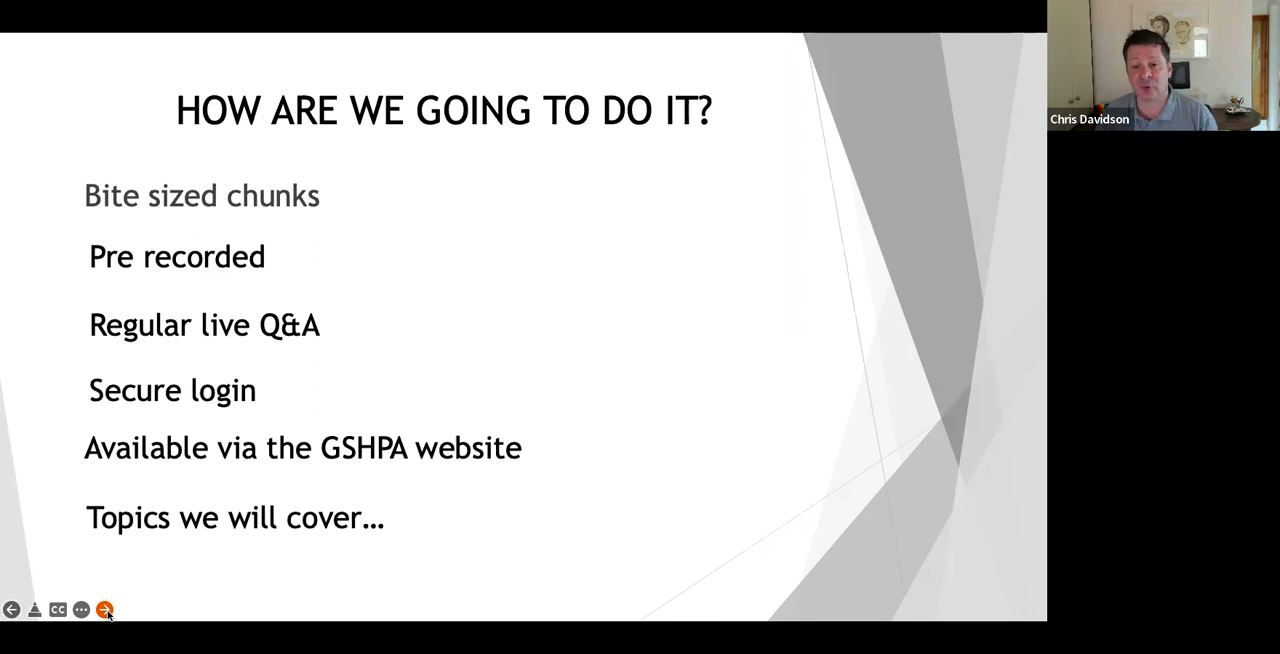 HOW ARE WE GOING TO DO IT?
Bite sized chunks
Pre recorded
Regular live Q&A
Secure login
Available via the GSHPA website
Topics we will cover...
CC
Chris Davidson